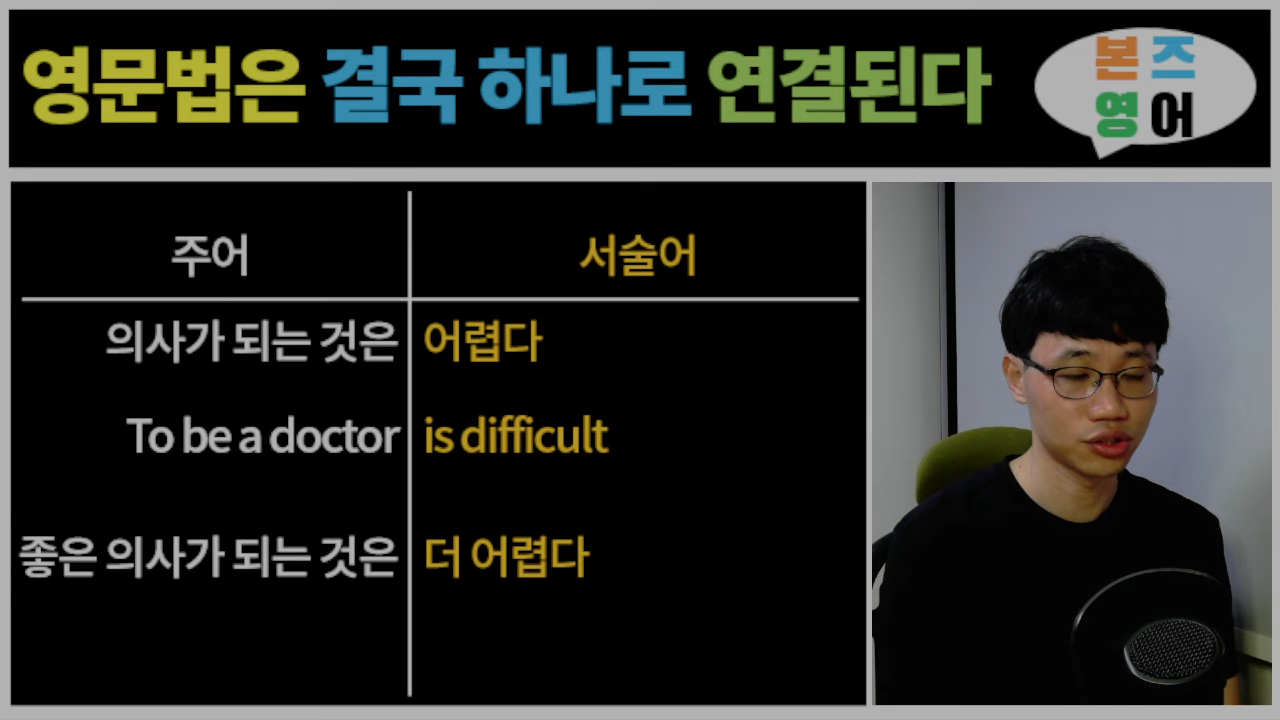 영문법은 결국 하나로 연결된다
본즈
영어
주어
서술어
의사가 되는 것은 어렵다
To be a doctor is difficult
좋은 의사가 되는 것은 더 어렵다